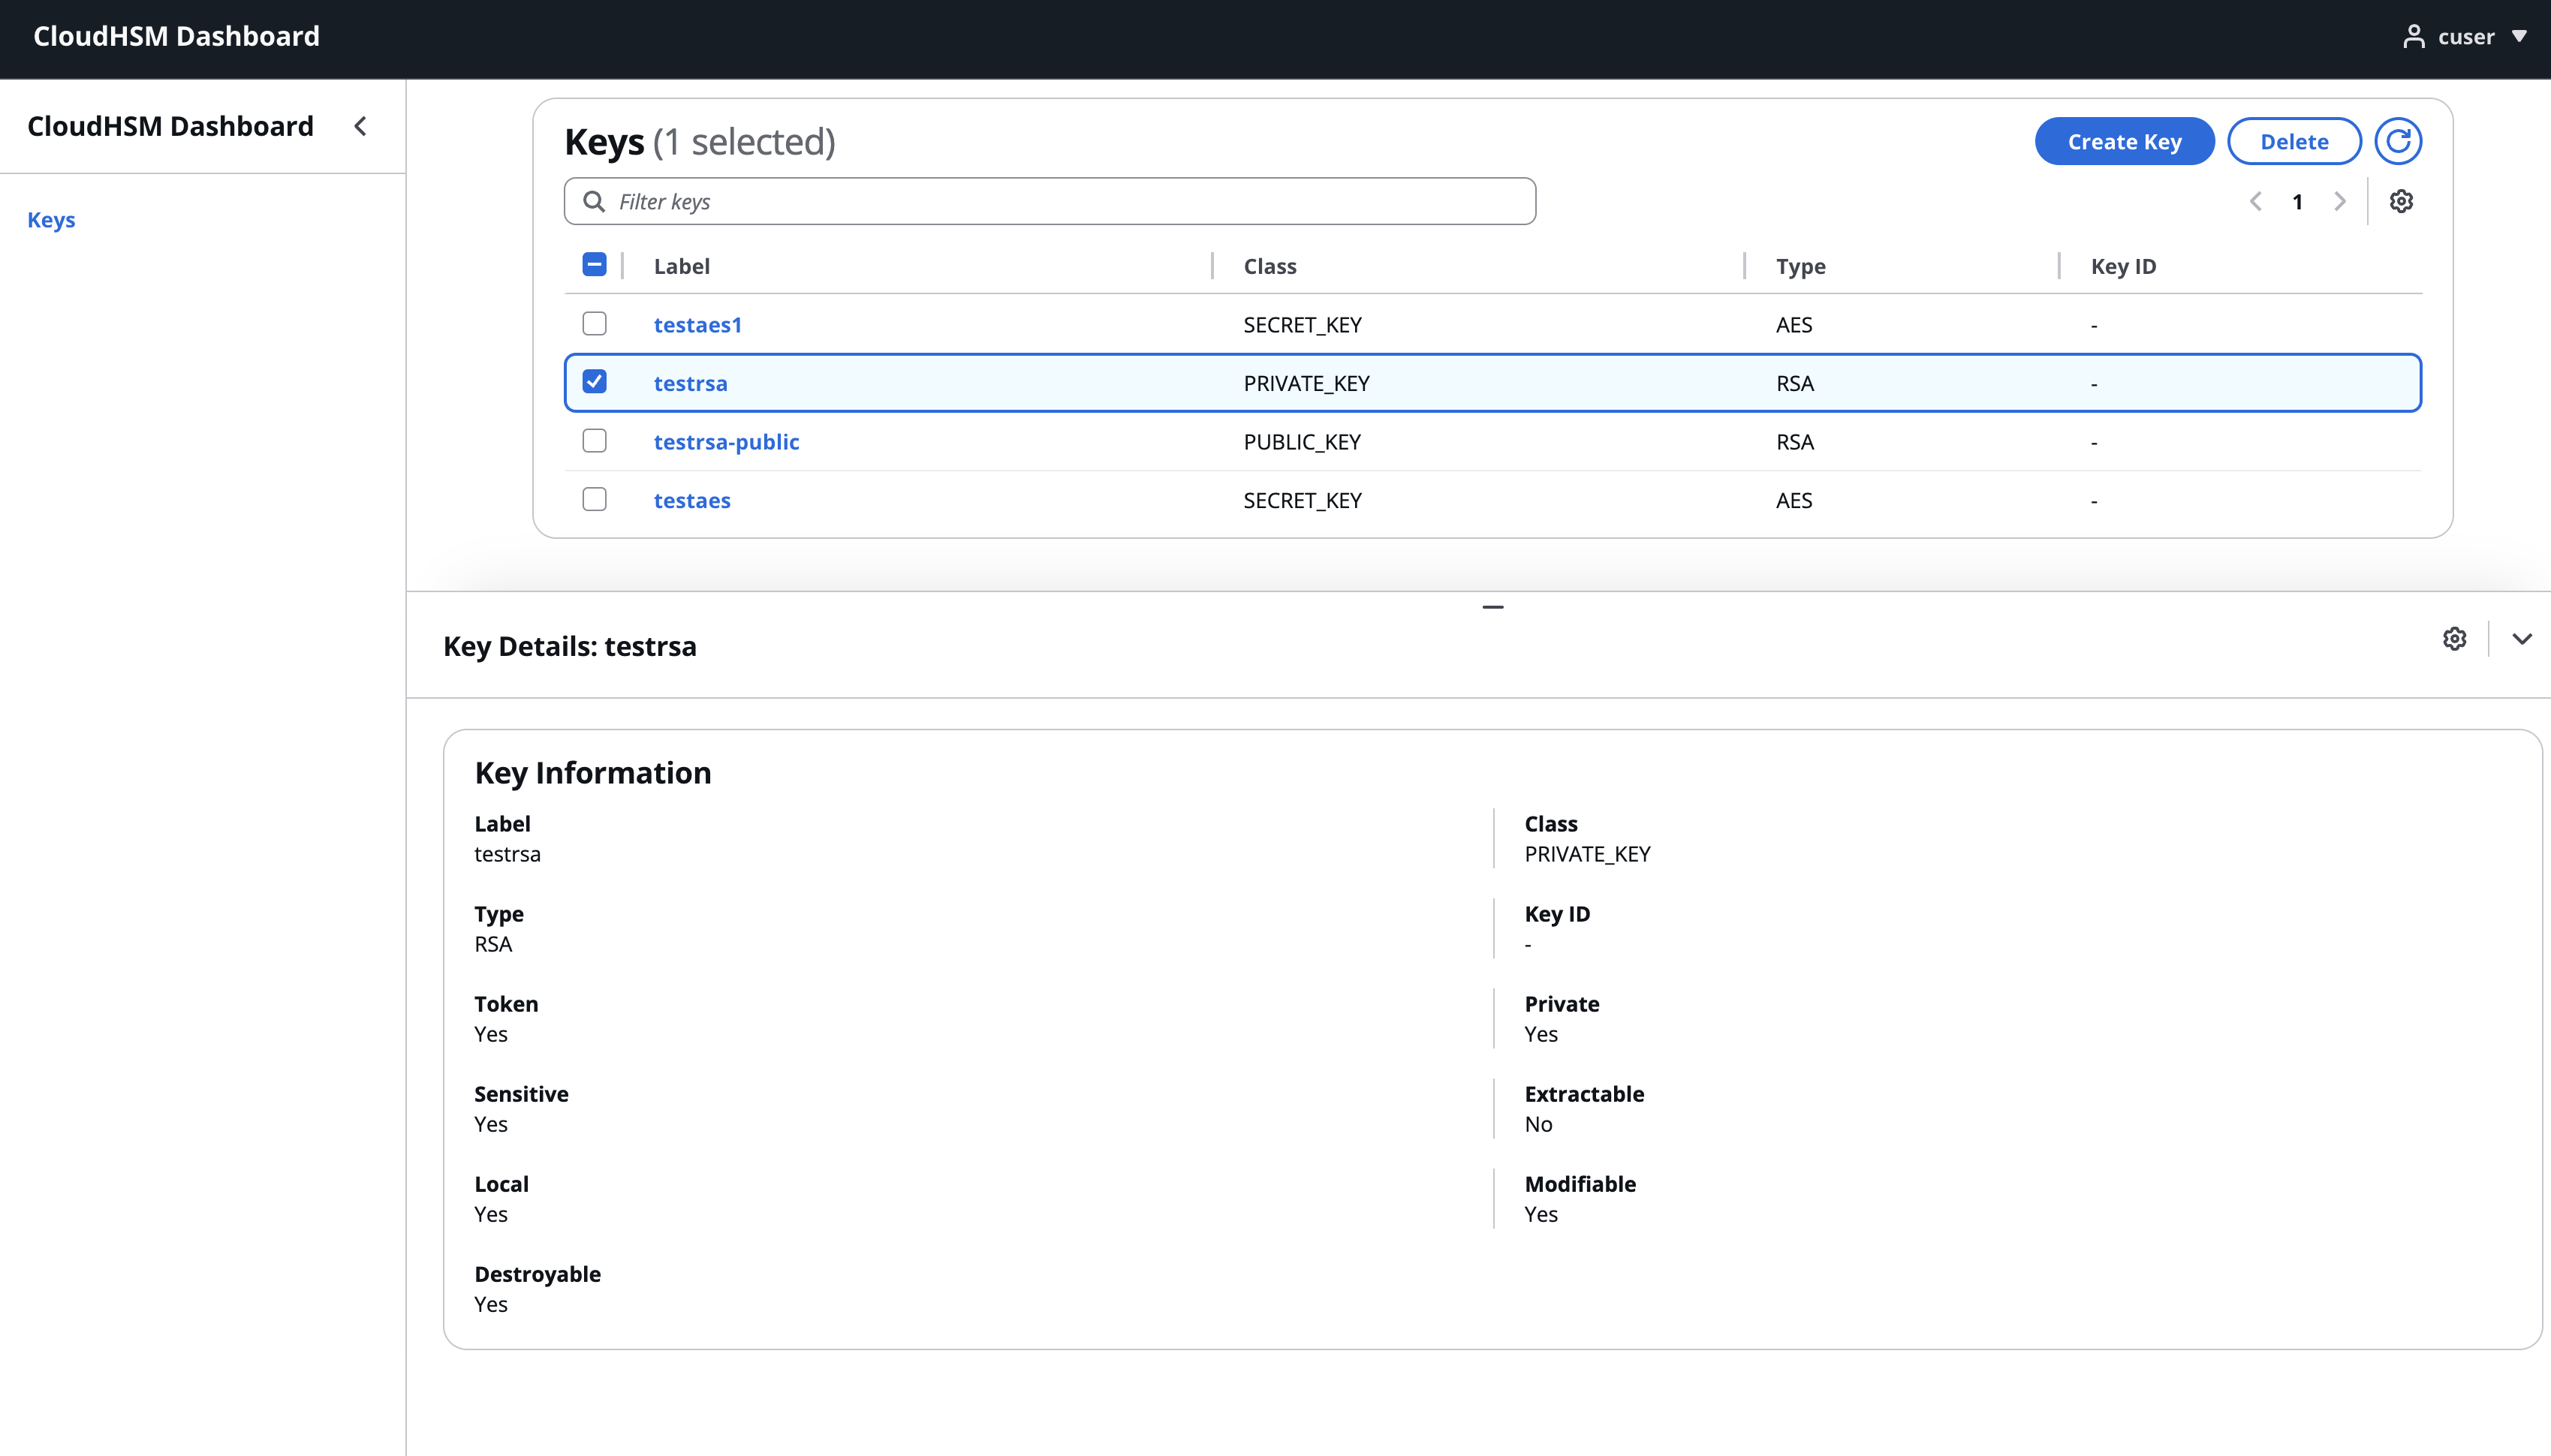 CloudHSM Dashboard
cuser
CloudHSM Dashboard
Keys
Keys (1 selected)
Create Key
Delete
Filter keys
1
Label Class Type Key ID
testaes1 SECRET_KEY AES -
testrsa PRIVATE_KEY RSA -
testrsa-public PUBLIC_KEY RSA -
testaes SECRET_KEY AES -
Key Details: testrsa
Key Information
Label
testrsa
Class
PRIVATE_KEY
Type
RSA
Key ID
-
Token
Yes
Private
Yes
Sensitive
Yes
Extractable
No
Local
Yes
Modifiable
Yes
Destroyable
Yes